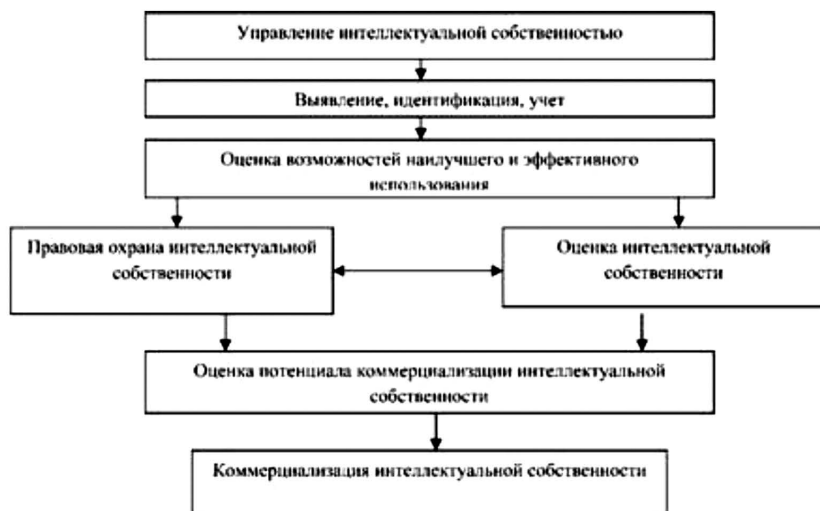 Управление интеллектуальной собственностью
Выявление, идентификация, учет
Оценка возможностей наилучшего и эффективного
использования
Правовая охрана интеллектуальной
собственности
Оценка интеллектуальной
собственности
Оценка потенциала коммерциализации интеллектуальной
собственности
Коммерциализация интеллектуальной собственности